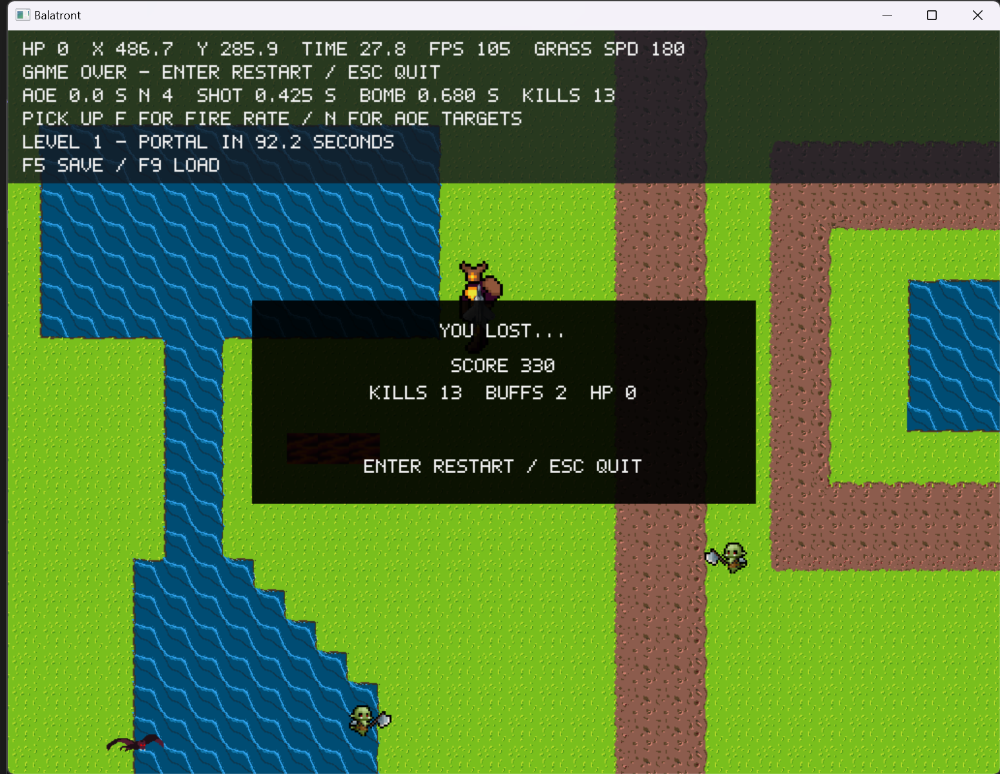 Balatront
HP 0  X 486.7  Y 285.9  TIME 27.8  FPS 105  GRASS SPD 180
GAME OVER - ENTER RESTART / ESC QUIT
AOE 0.0 S N 4  SHOT 0.425 S  BOMB 0.680 S  KILLS 13
PICK UP F FOR FIRE RATE / N FOR AOE TARGETS
LEVEL 1 - PORTAL IN 92.2 SECONDS
F5 SAVE / F9 LOAD
YOU LOST...
SCORE 330
KILLS 13  BUFFS 2  HP 0
ENTER RESTART / ESC QUIT